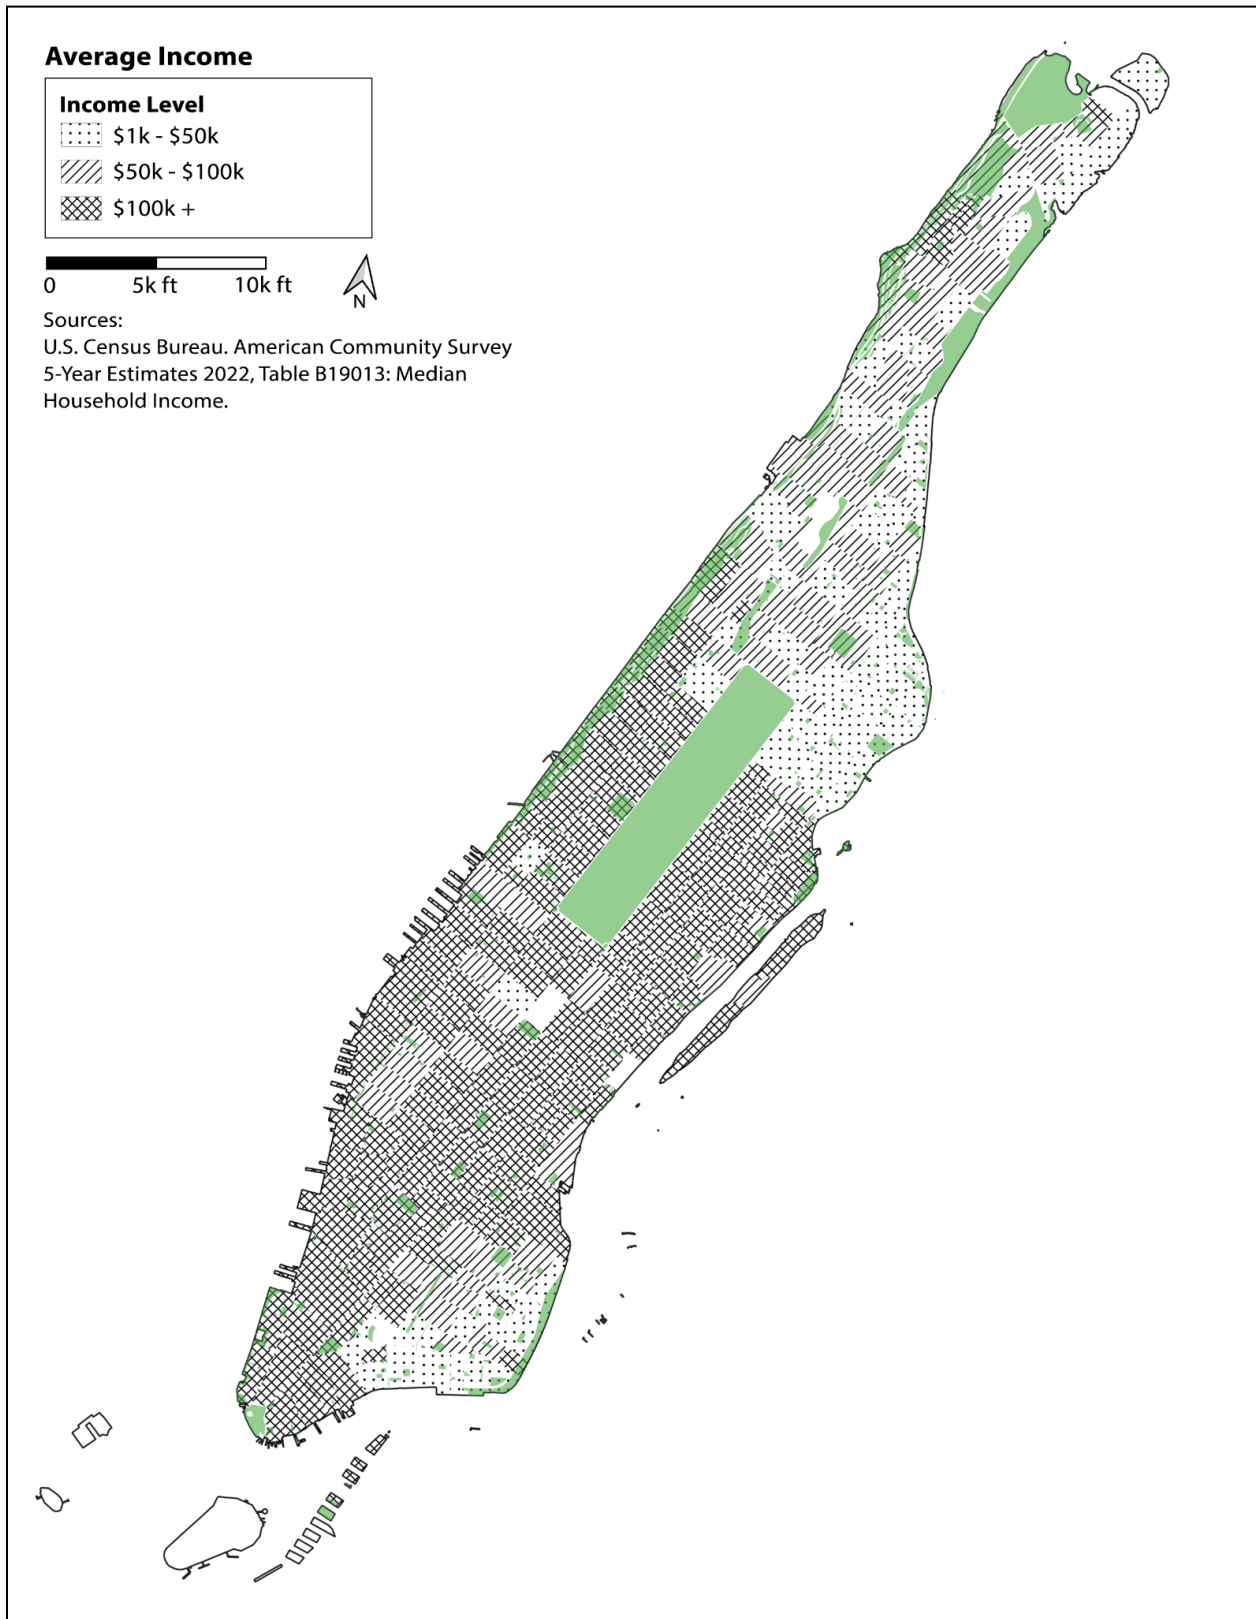 Average Income
Income Level
$1k - $50k
$50k - $100k
$100k +
0 5k ft 10k ft
N
Sources:
U.S. Census Bureau. American Community Survey
5-Year Estimates 2022, Table B19013: Median
Household Income.